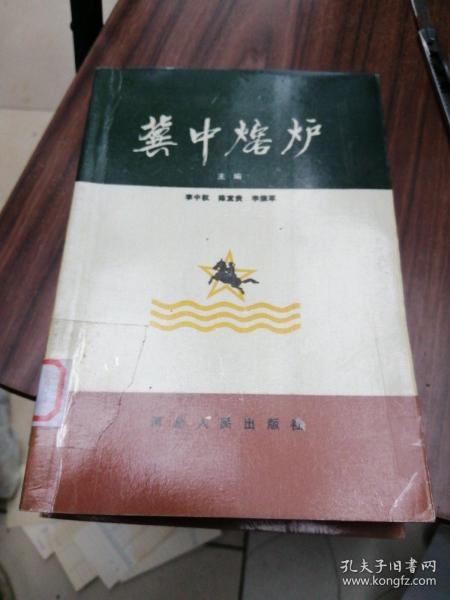 冀中熔炉
主编
李中权 陈宜贵 李振军
河北人民出版社
孔夫子旧书网
www.kongfz.com